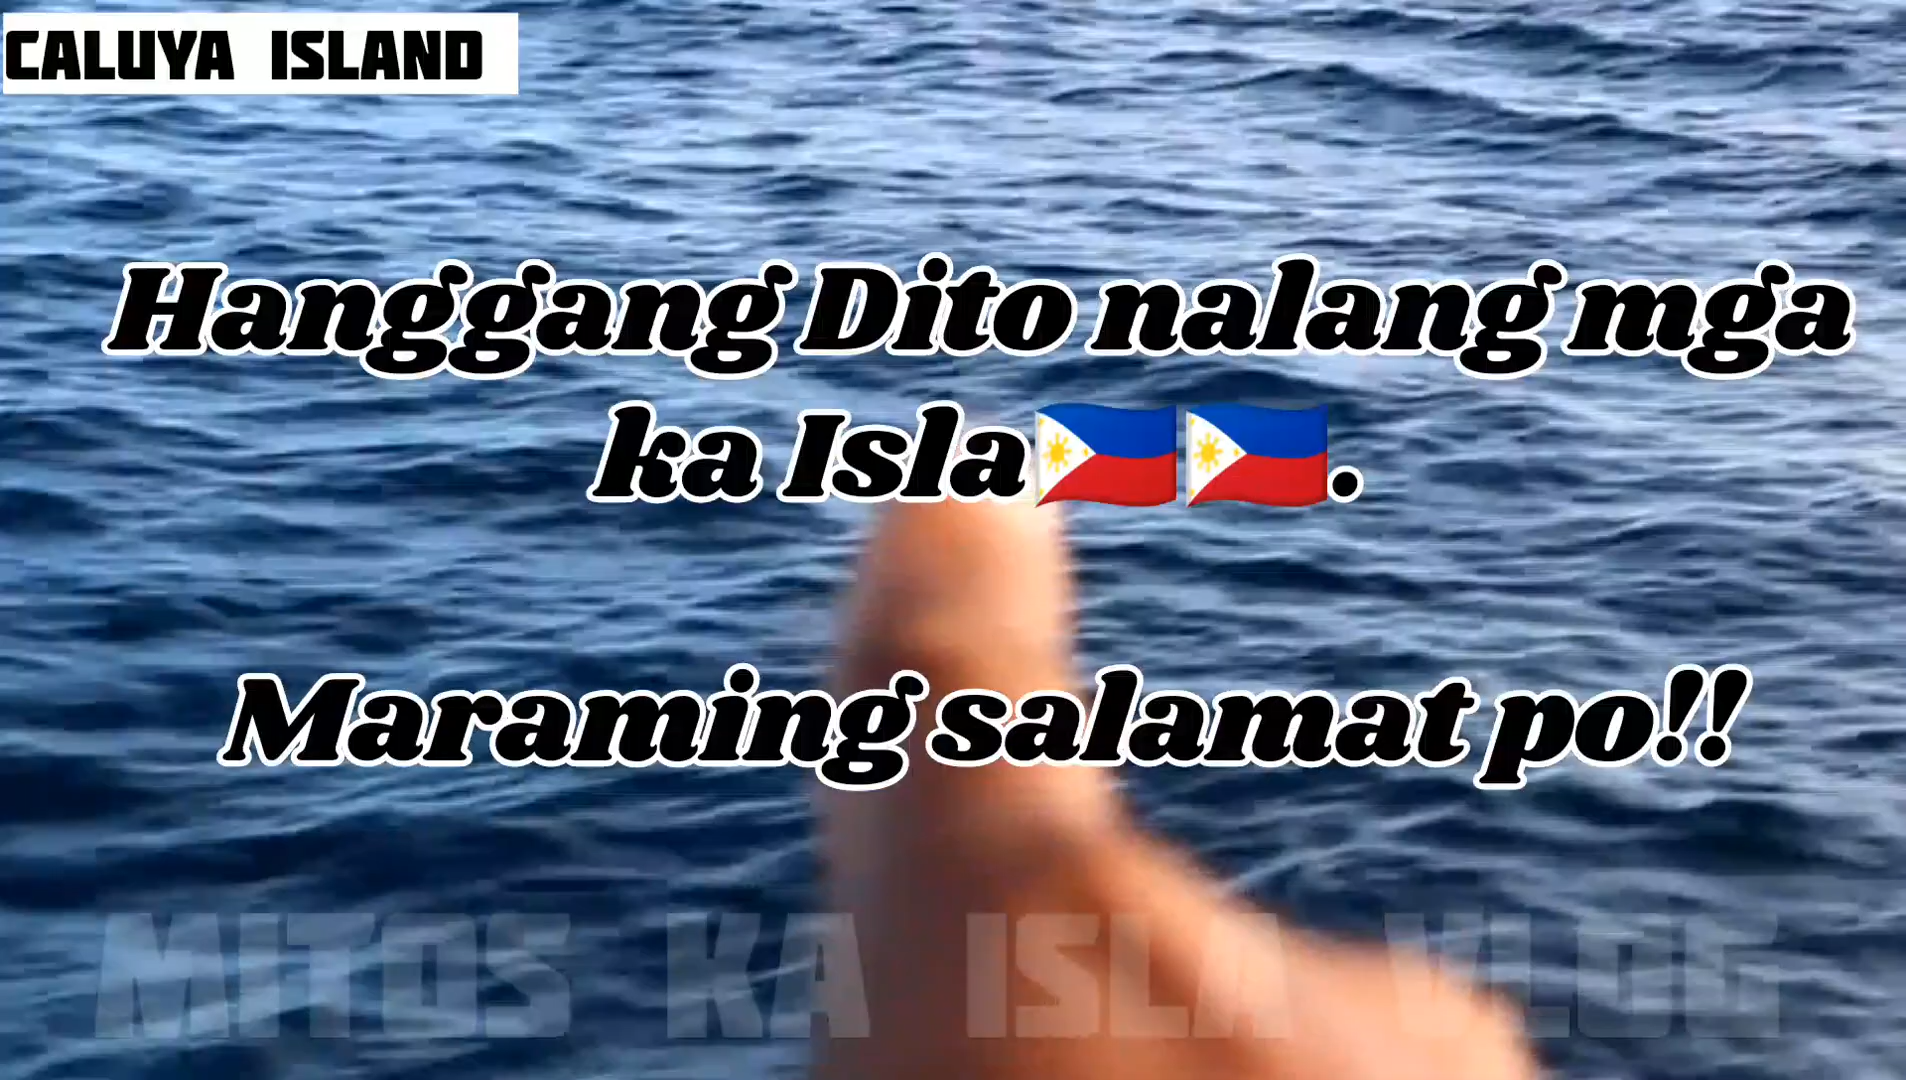 CALUYA ISLAND
Hanggang Dito nalang mga
ka Isla🇵🇭🇵🇭.
Maraming salamat po!!
MITOS KA ISLA VLOG